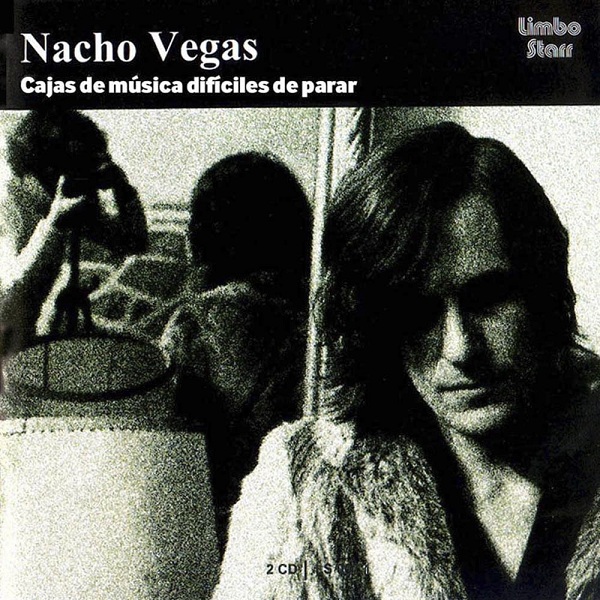 Nacho Vegas
Limbo
Starr
Cajas de música difíciles de parar
2 CD